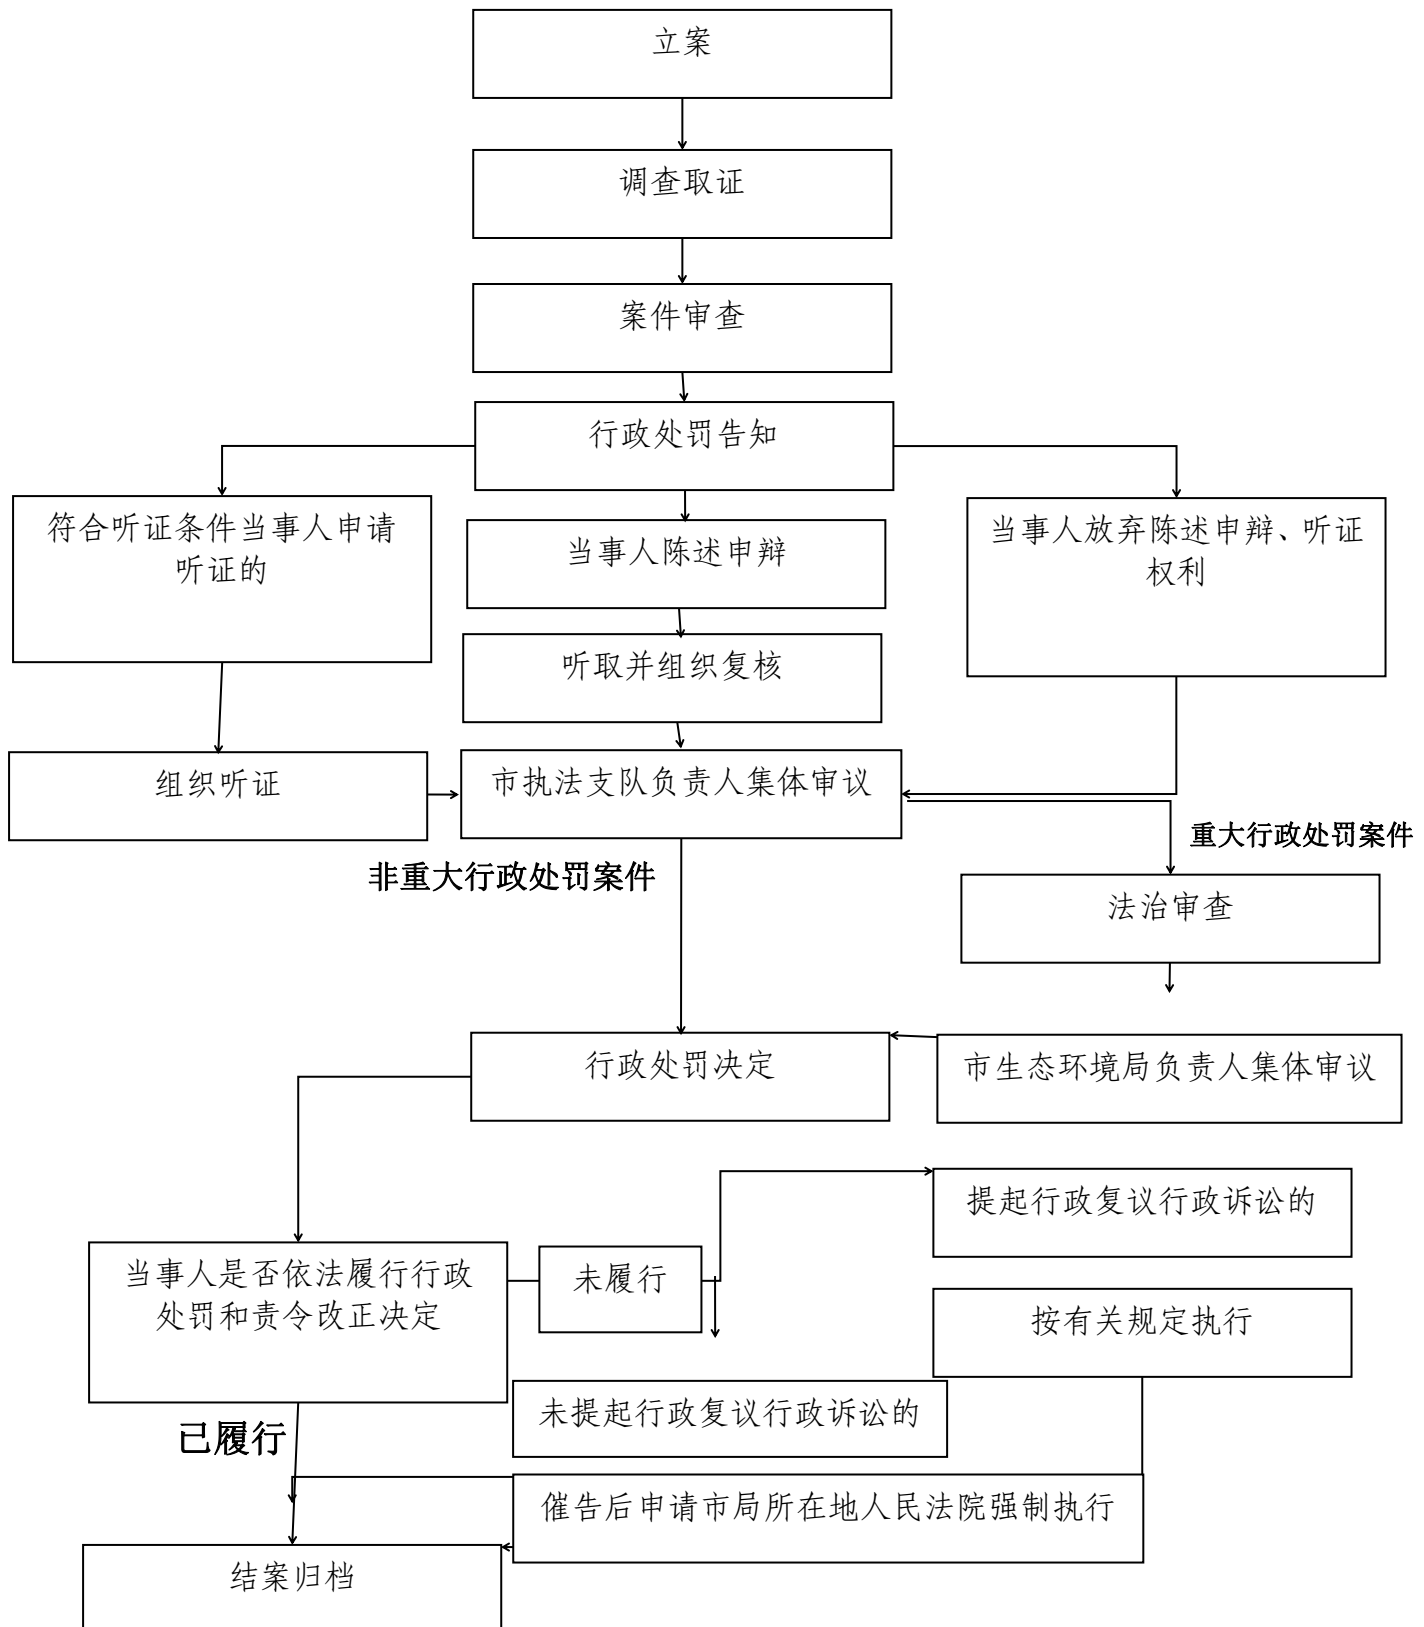 立案
调查取证
案件审查
行政处罚告知
符合听证条件当事人申请
听证的
当事人陈述申辩
当事人放弃陈述申辩、听证
权利
听取并组织复核
组织听证
市执法支队负责人集体审议
重大行政处罚案件
非重大行政处罚案件
法治审查
行政处罚决定
市生态环境局负责人集体审议
提起行政复议行政诉讼的
当事人是否依法履行行政
处罚和责令改正决定
未履行
按有关规定执行
未提起行政复议行政诉讼的
已履行
催告后申请市局所在地人民法院强制执行
结案归档